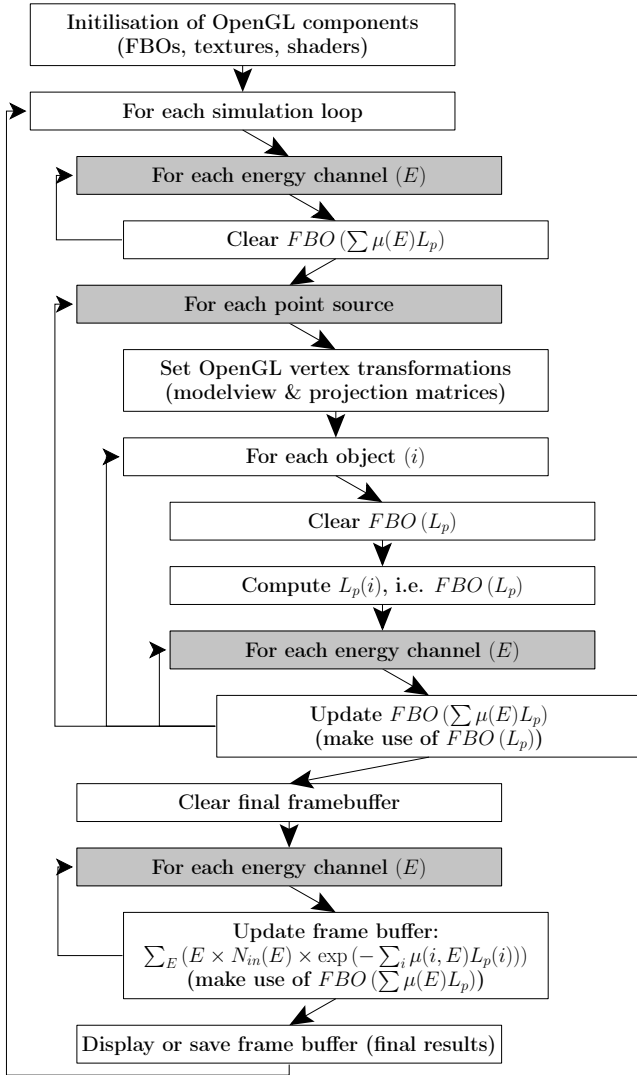 Initilisation of OpenGL components
(FBOs, textures, shaders)
For each simulation loop
For each energy channel (E)
Clear FBO (∑ μ(E)L_p)
For each point source
Set OpenGL vertex transformations
(modelview & projection matrices)
For each object (i)
Clear FBO (L_p)
Compute L_p(i), i.e. FBO (L_p)
For each energy channel (E)
Update FBO (∑ μ(E)L_p)
(make use of FBO (L_p))
Clear final framebuffer
For each energy channel (E)
Update frame buffer:
∑_E (E × N_in(E) × exp (− ∑_i μ(i, E)L_p(i)))
(make use of FBO (∑ μ(E)L_p))
Display or save frame buffer (final results)